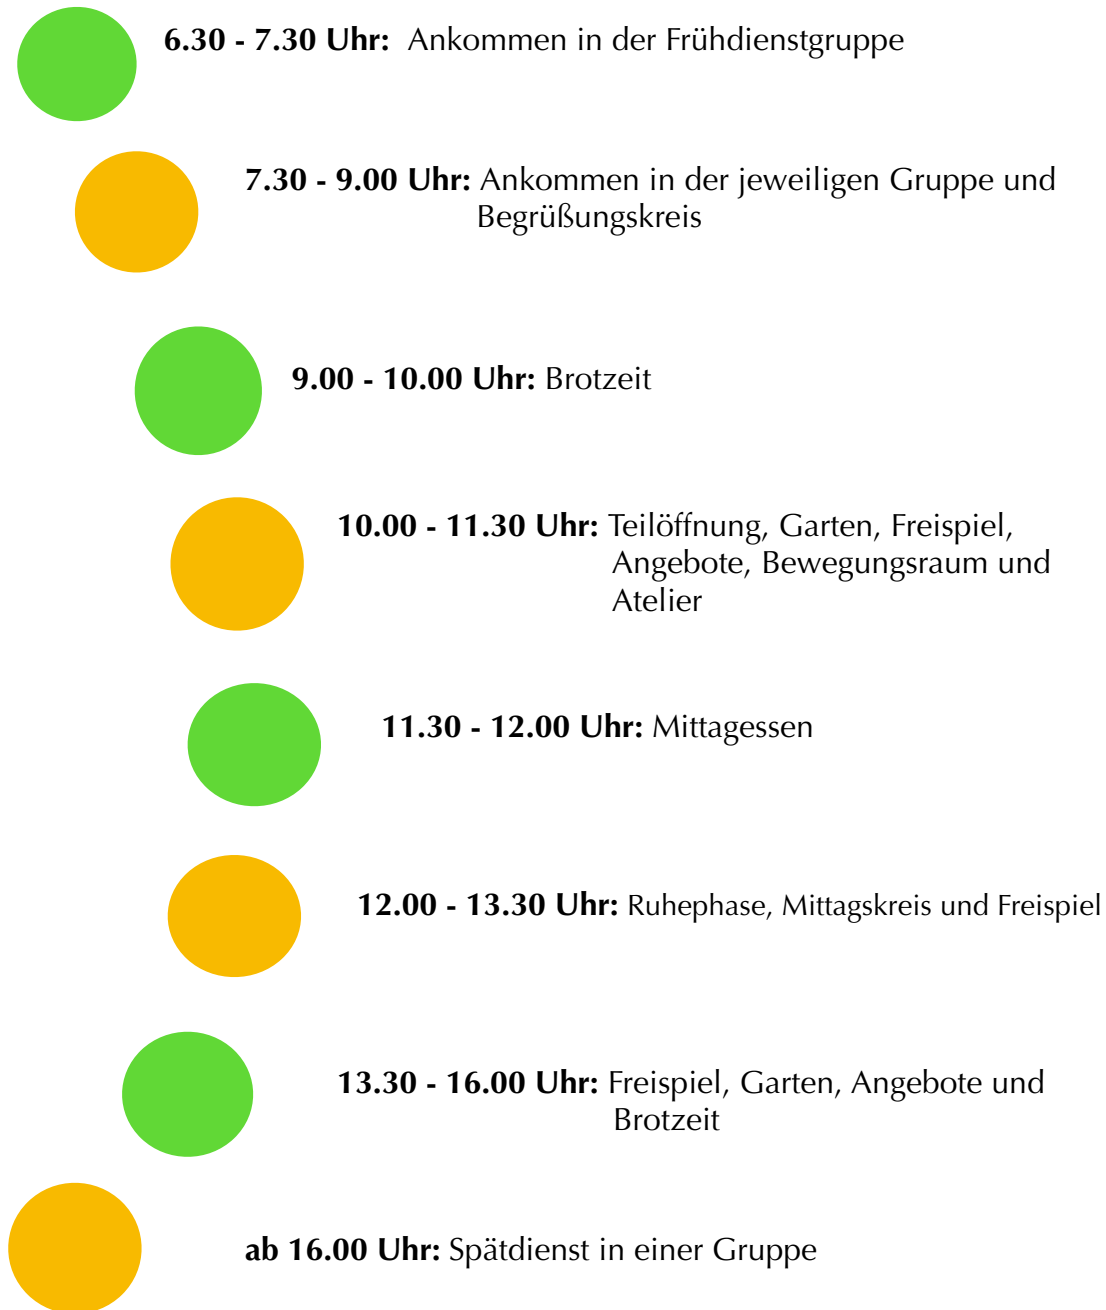 6.30 - 7.30 Uhr: Ankommen in der Frühdienstgruppe
7.30 - 9.00 Uhr: Ankommen in der jeweiligen Gruppe und
Begrüßungskreis
9.00 - 10.00 Uhr: Brotzeit
10.00 - 11.30 Uhr: Teilöffnung, Garten, Freispiel,
Angebote, Bewegungsraum und
Atelier
11.30 - 12.00 Uhr: Mittagessen
12.00 - 13.30 Uhr: Ruhephase, Mittagskreis und Freispiel
13.30 - 16.00 Uhr: Freispiel, Garten, Angebote und
Brotzeit
ab 16.00 Uhr: Spätdienst in einer Gruppe